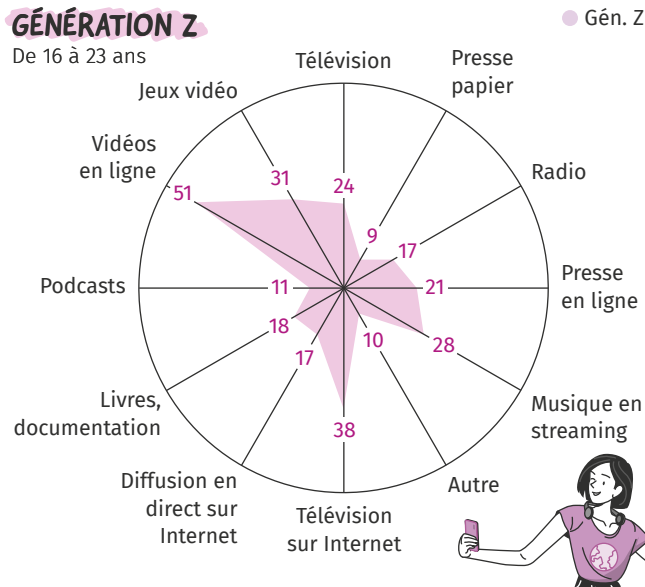 GÉNÉRATION Z
De 16 à 23 ans
Gén. Z
Télévision
24
Presse
papier
9
Radio
17
Presse
en ligne
21
Musique en
streaming
28
Autre
10
Télévision
sur Internet
38
Diffusion en
direct sur
Internet
17
Livres,
documentation
18
Podcasts
11
Vidéos
en ligne
51
Jeux vidéo
31